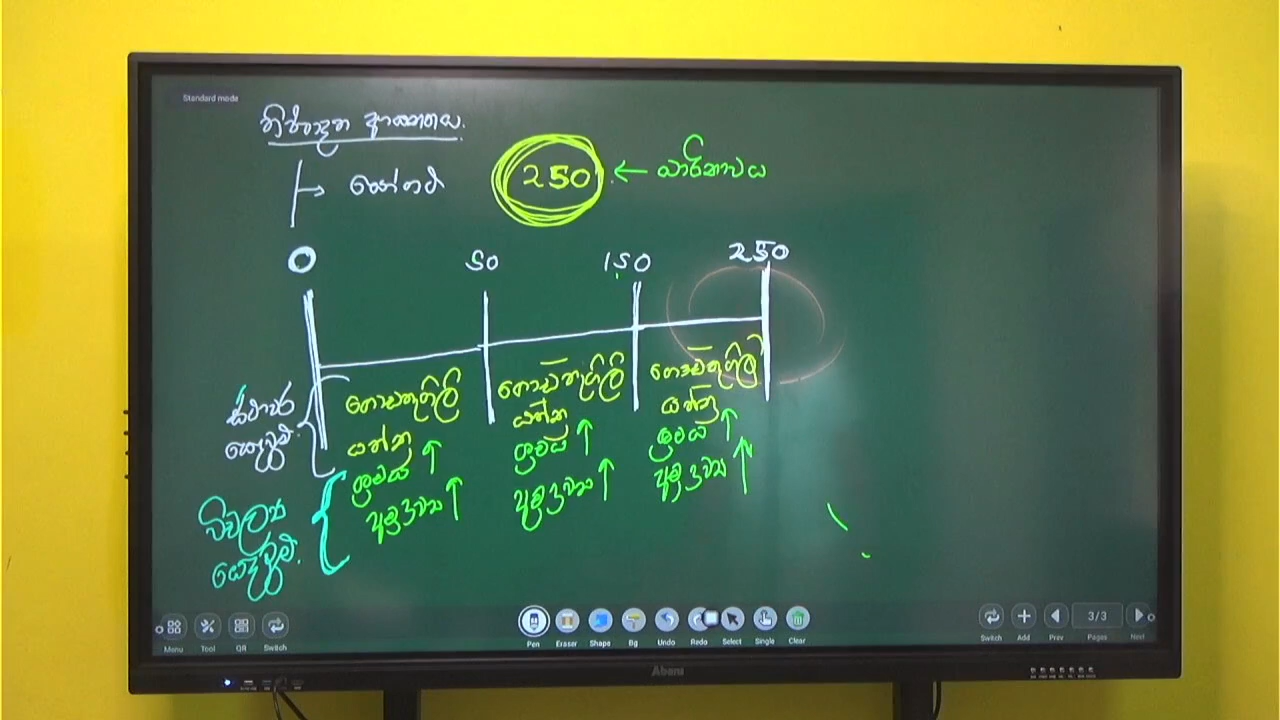 Standard mode
නිෂ්පාදන ආයතනය.
250 ← ධාරිතාවය
0 50 150 250
ස්ථාවර
යෙදවුම්
ගොඩනැගිලි
යන්ත්‍ර
ශ්‍රමය ↑
අමුද්‍රව්‍ය ↑
ගොඩනැගිලි
යන්ත්‍ර
ශ්‍රමය ↑
අමුද්‍රව්‍ය ↑
ගොඩනැගිලි
යන්ත්‍ර
ශ්‍රමය ↑
අමුද්‍රව්‍ය ↑
විචල්‍ය
යෙදවුම්.
Menu Tool QR Switch Pen Eraser Shape Bg Undo Redo Select Single Clear Switch Add Prev 3/3 Pages Next
Abans